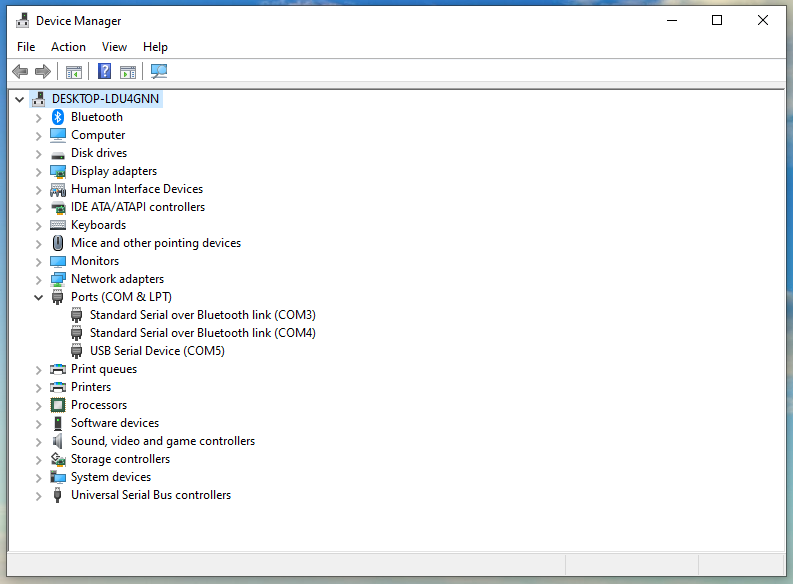 Device Manager
File Action View Help
DESKTOP-LDU4GNN
Bluetooth
Computer
Disk drives
Display adapters
Human Interface Devices
IDE ATA/ATAPI controllers
Keyboards
Mice and other pointing devices
Monitors
Network adapters
Ports (COM & LPT)
Standard Serial over Bluetooth link (COM3)
Standard Serial over Bluetooth link (COM4)
USB Serial Device (COM5)
Print queues
Printers
Processors
Software devices
Sound, video and game controllers
Storage controllers
System devices
Universal Serial Bus controllers